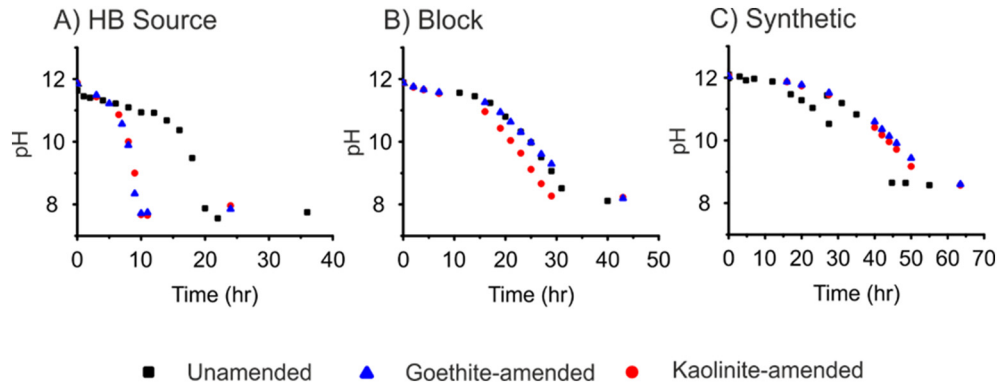 A) HB Source
B) Block
C) Synthetic
pH
12
10
8
0 10 20 30 40
Time (hr)
pH
12
10
8
0 10 20 30 40 50
Time (hr)
pH
12
10
8
0 10 20 30 40 50 60 70
Time (hr)
Unamended Goethite-amended Kaolinite-amended